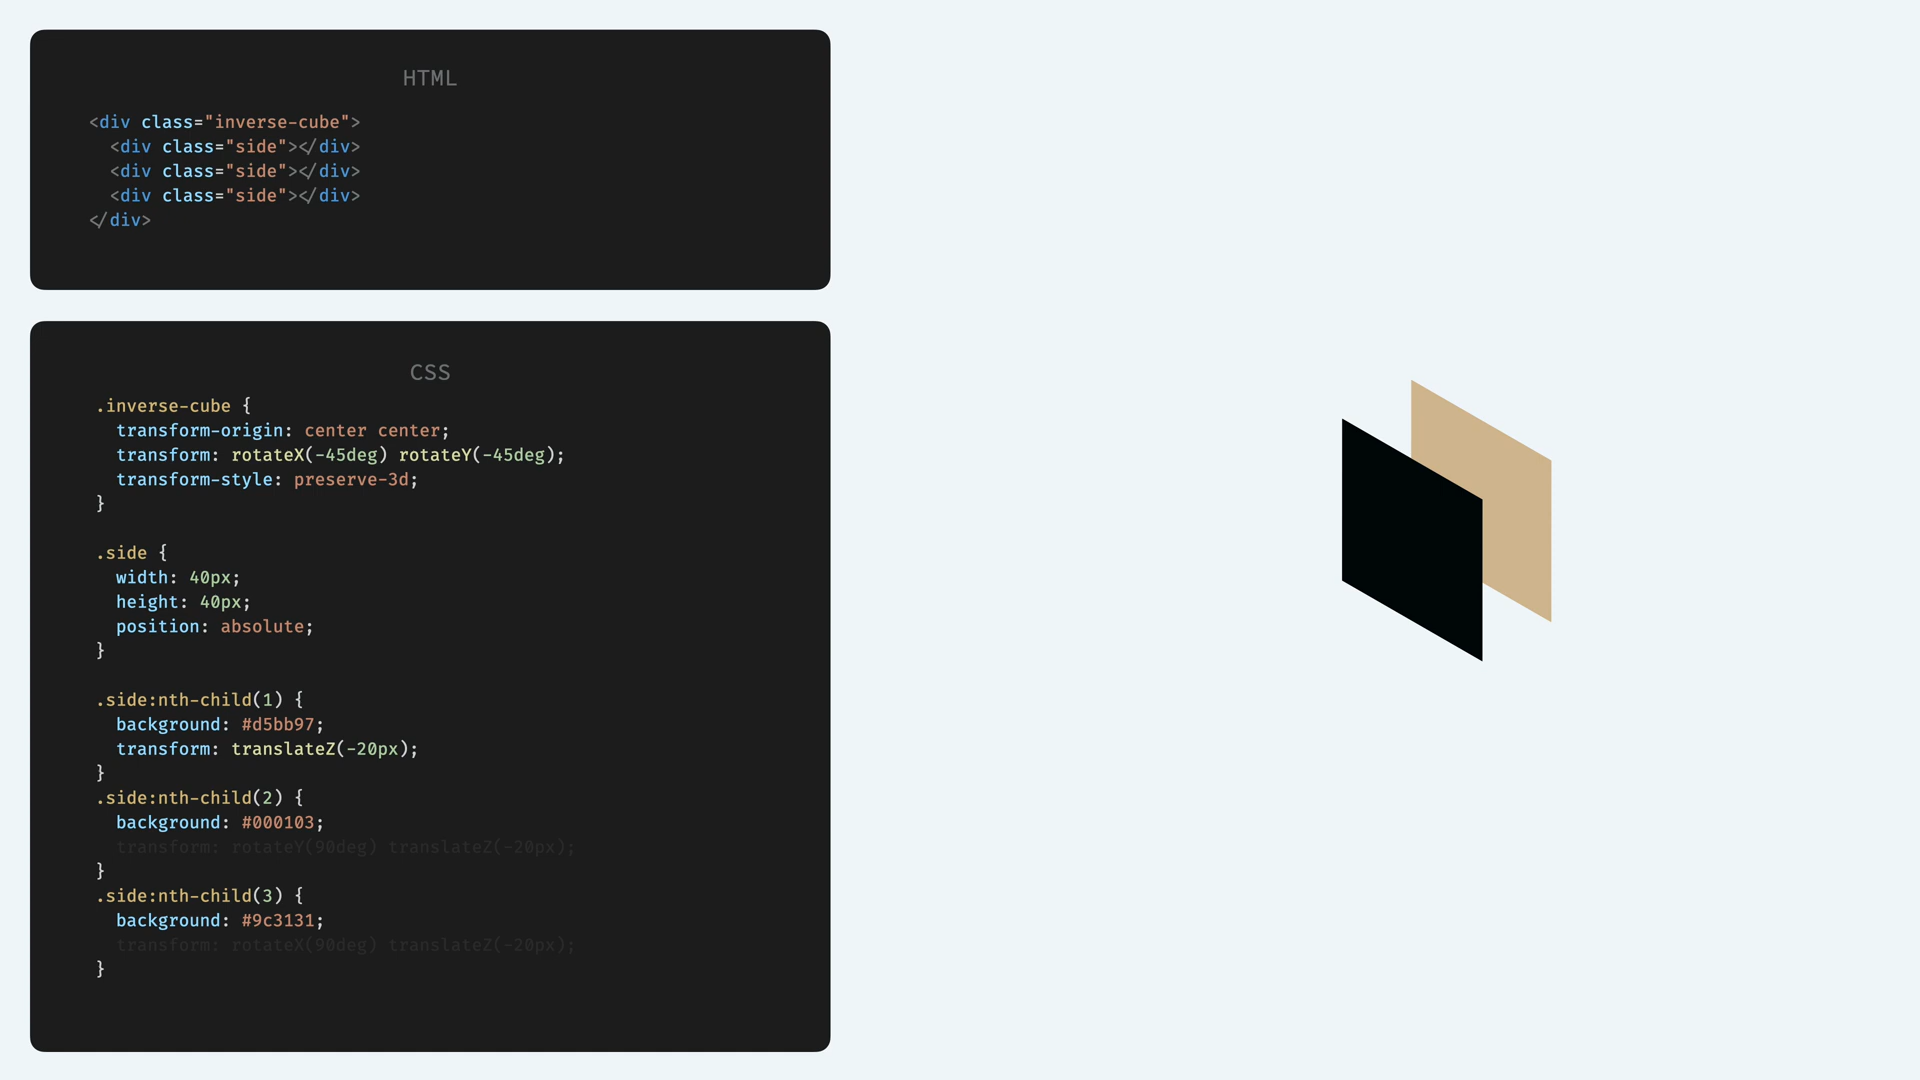 HTML
<div class="inverse-cube">
  <div class="side"></div>
  <div class="side"></div>
  <div class="side"></div>
</div>
CSS
.inverse-cube {
  transform-origin: center center;
  transform: rotateX(-45deg) rotateY(-45deg);
  transform-style: preserve-3d;
}
.side {
  width: 40px;
  height: 40px;
  position: absolute;
}
.side:nth-child(1) {
  background: #d5bb97;
  transform: translateZ(-20px);
}
.side:nth-child(2) {
  background: #000103;
  transform: rotateY(90deg) translateZ(-20px);
}
.side:nth-child(3) {
  background: #9c3131;
  transform: rotateX(90deg) translateZ(-20px);
}